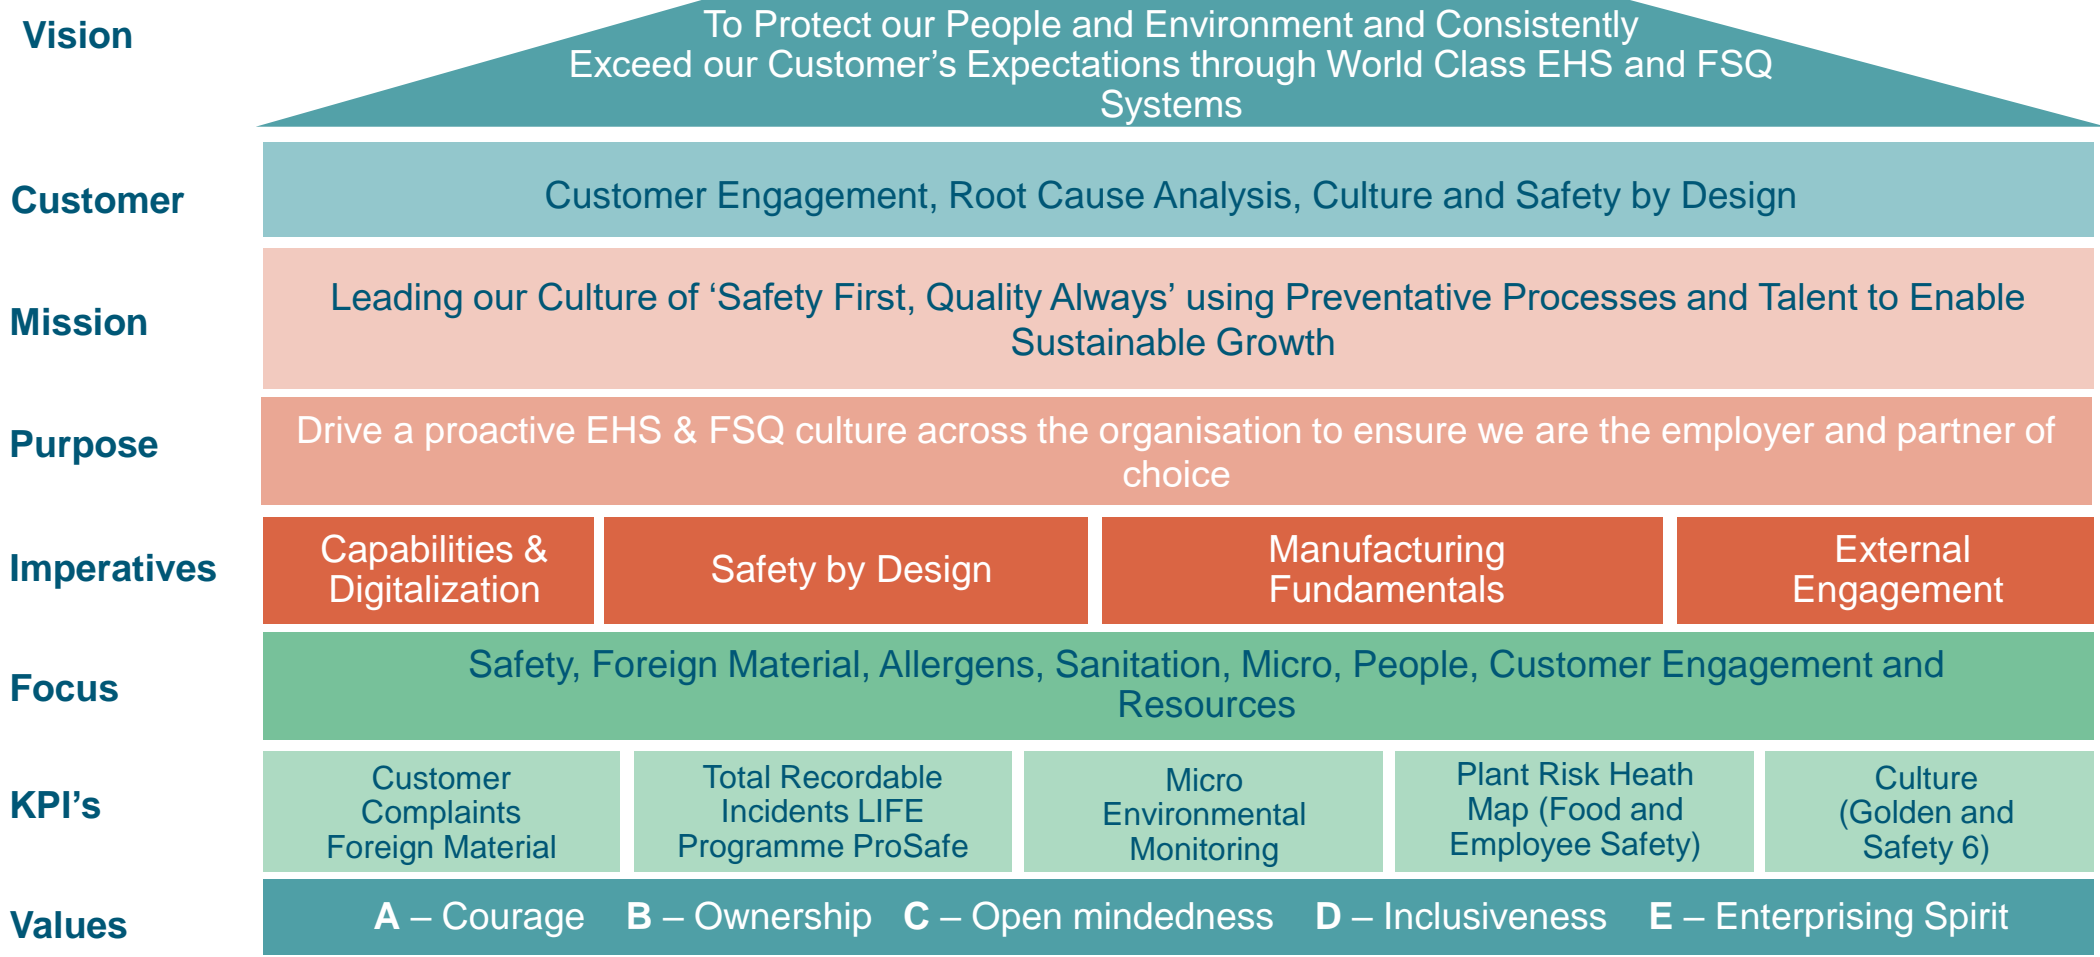 Vision
To Protect our People and Environment and Consistently
Exceed our Customer’s Expectations through World Class EHS and FSQ
Systems
Customer
Customer Engagement, Root Cause Analysis, Culture and Safety by Design
Mission
Leading our Culture of ‘Safety First, Quality Always’ using Preventative Processes and Talent to Enable
Sustainable Growth
Purpose
Drive a proactive EHS & FSQ culture across the organisation to ensure we are the employer and partner of
choice
Imperatives
Capabilities &
Digitalization
Safety by Design
Manufacturing
Fundamentals
External
Engagement
Focus
Safety, Foreign Material, Allergens, Sanitation, Micro, People, Customer Engagement and
Resources
KPI’s
Customer
Complaints
Foreign Material
Total Recordable
Incidents LIFE
Programme ProSafe
Micro
Environmental
Monitoring
Plant Risk Heath
Map (Food and
Employee Safety)
Culture
(Golden and
Safety 6)
Values
A – Courage B – Ownership C – Open mindedness D – Inclusiveness E – Enterprising Spirit